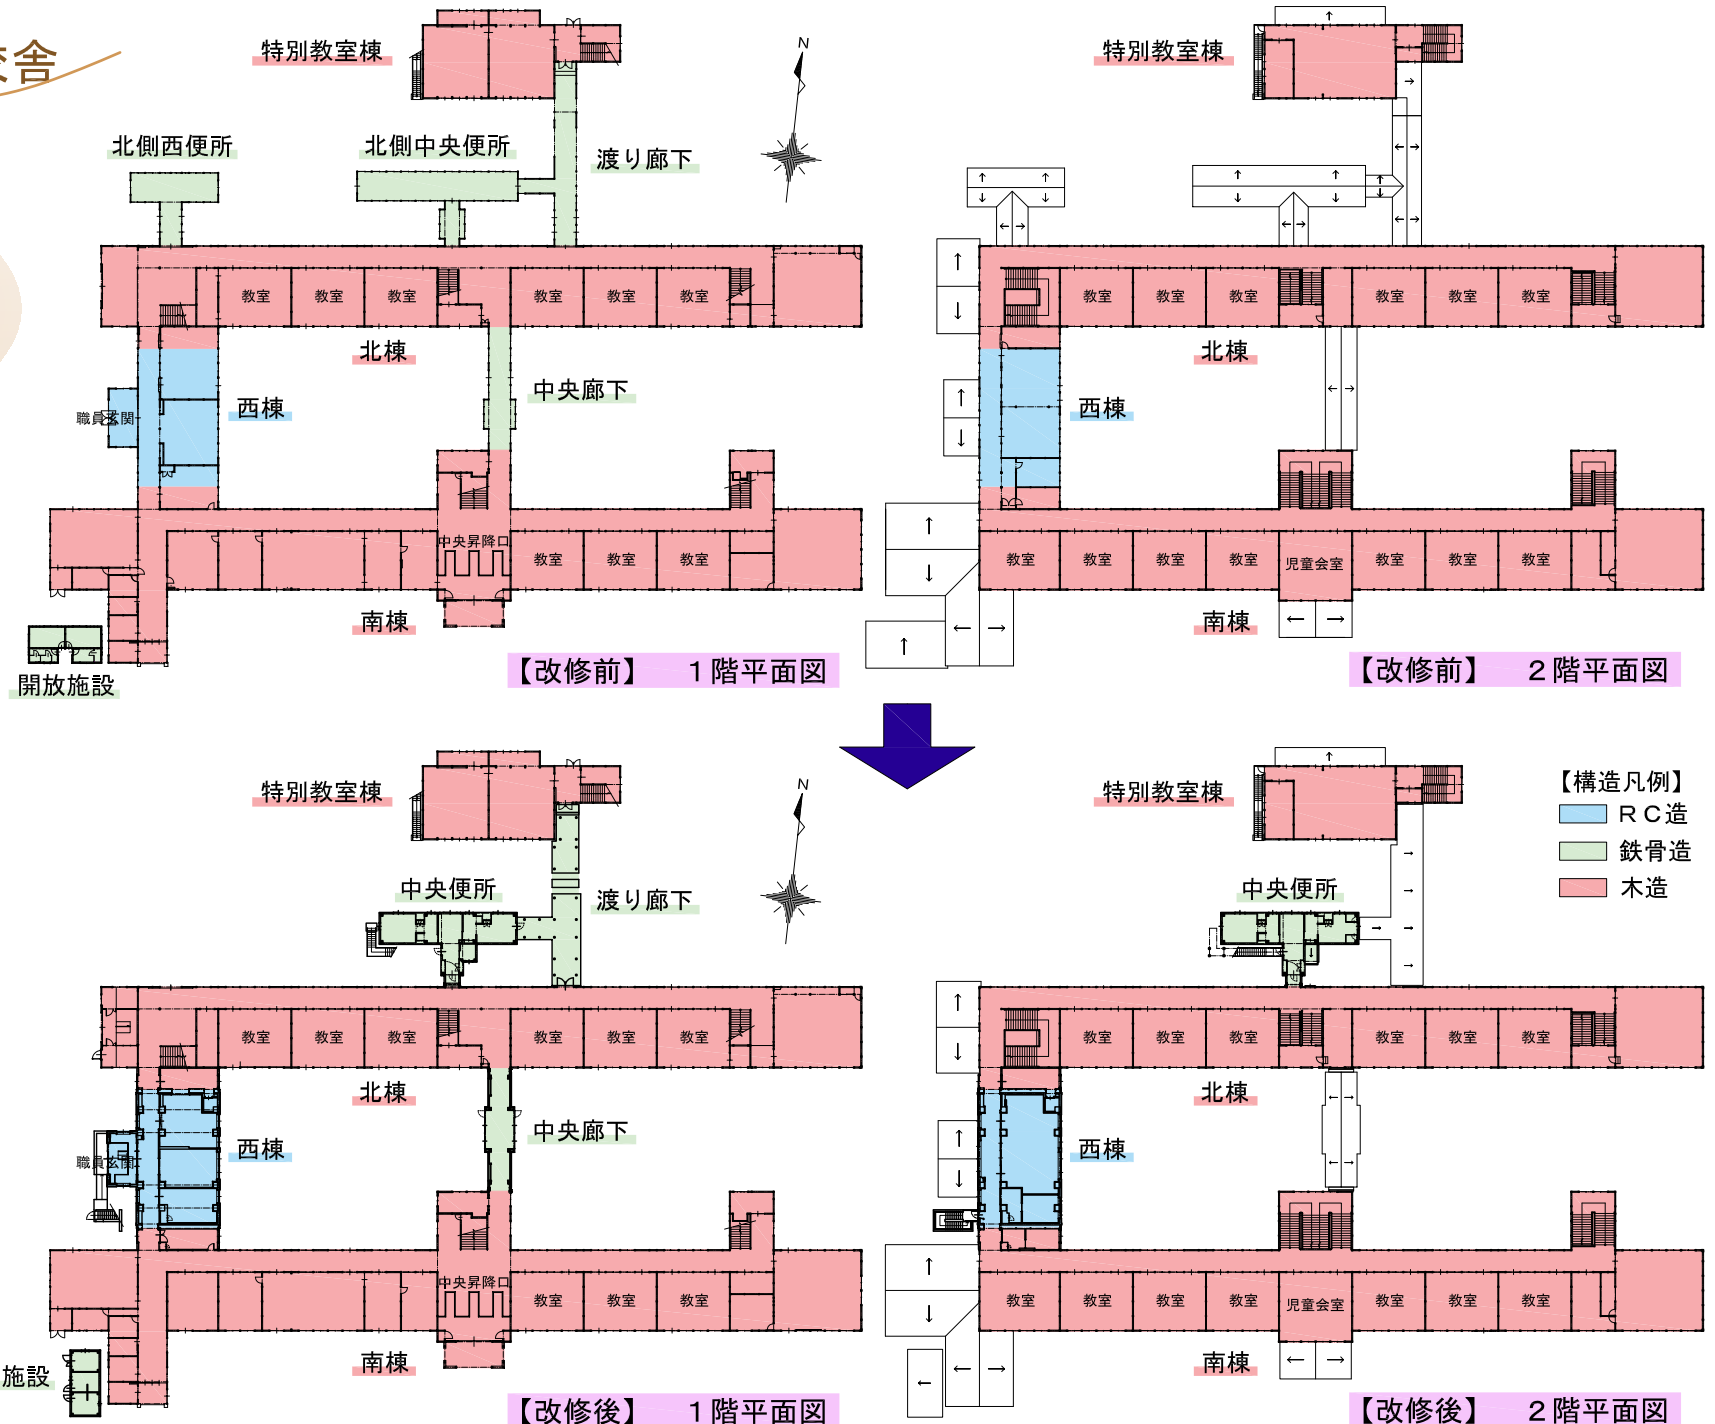 校舎
特別教室棟
北側西便所
北側中央便所
渡り廊下
N
教室 教室 教室 教室 教室 教室
北棟
中央廊下
職員玄関
西棟
中央昇降口
教室 教室 教室
南棟
開放施設
【改修前】 1階平面図
特別教室棟
教室 教室 教室 教室 教室 教室
北棟
西棟
教室 教室 教室 教室 児童会室 教室 教室 教室
南棟
【改修前】 2階平面図
特別教室棟
中央便所
渡り廊下
N
教室 教室 教室 教室 教室 教室
北棟
中央廊下
職員玄関
西棟
中央昇降口
教室 教室 教室
南棟
施設
【改修後】 1階平面図
特別教室棟
中央便所
【構造凡例】
RC造
鉄骨造
木造
教室 教室 教室 教室 教室 教室
北棟
西棟
教室 教室 教室 教室 児童会室 教室 教室 教室
南棟
【改修後】 2階平面図